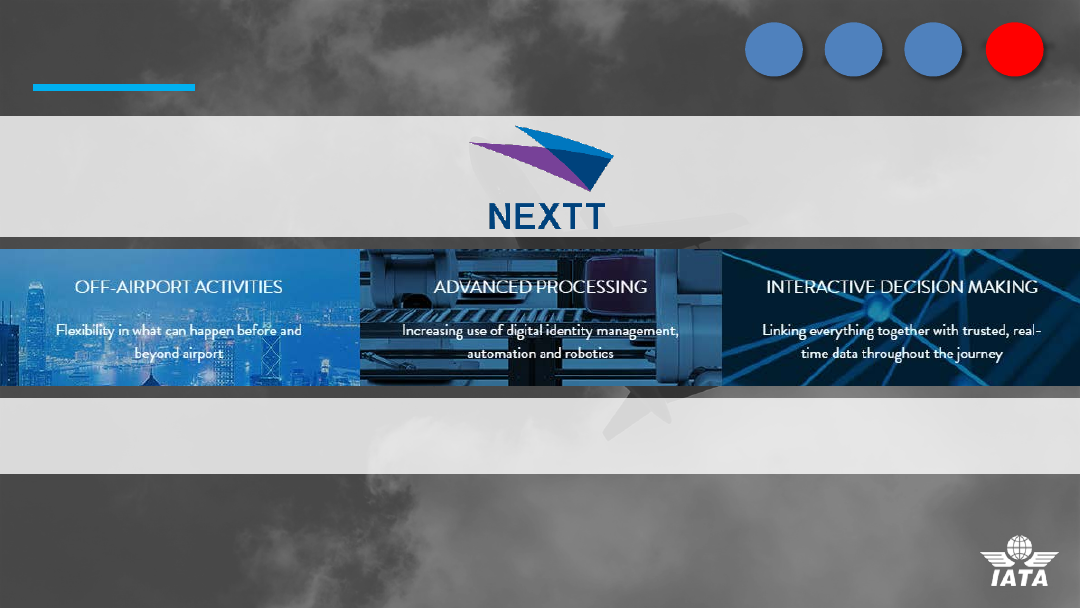 NEXTT
OFF-AIRPORT ACTIVITIES
Flexibility in what can happen before and
beyond airport
ADVANCED PROCESSING
Increasing use of digital identity management,
automation and robotics
INTERACTIVE DECISION MAKING
Linking everything together with trusted, real-
time data throughout the journey
IATA